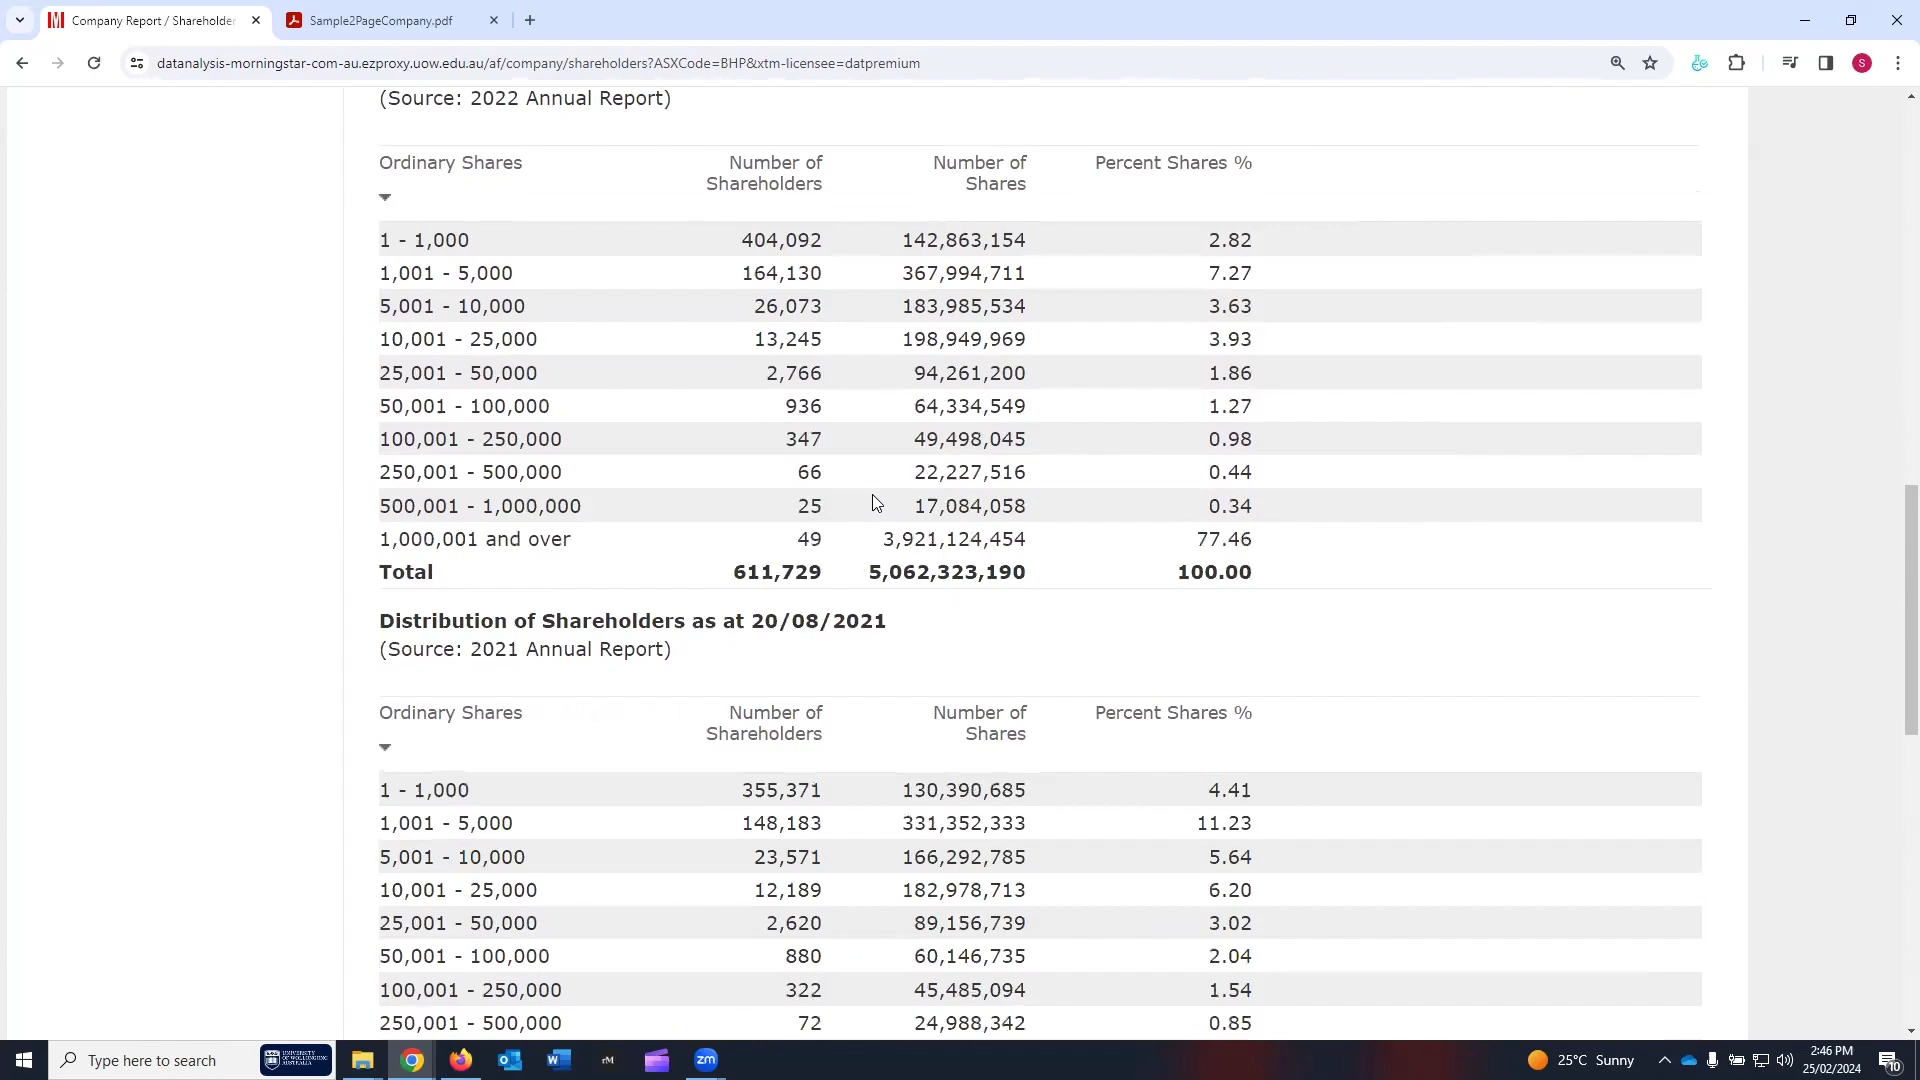 Company Report / Shareholder
Sample2PageCompany.pdf
datanalysis-morningstar-com-au.ezproxy.uow.edu.au/af/company/shareholders?ASXCode=BHP&xtm-licensee=datpremium
S
(Source: 2022 Annual Report)
Ordinary Shares Number of Shareholders Number of Shares Percent Shares %
1 - 1,000 404,092 142,863,154 2.82
1,001 - 5,000 164,130 367,994,711 7.27
5,001 - 10,000 26,073 183,985,534 3.63
10,001 - 25,000 13,245 198,949,969 3.93
25,001 - 50,000 2,766 94,261,200 1.86
50,001 - 100,000 936 64,334,549 1.27
100,001 - 250,000 347 49,498,045 0.98
250,001 - 500,000 66 22,227,516 0.44
500,001 - 1,000,000 25 17,084,058 0.34
1,000,001 and over 49 3,921,124,454 77.46
Total 611,729 5,062,323,190 100.00
Distribution of Shareholders as at 20/08/2021
(Source: 2021 Annual Report)
Ordinary Shares Number of Shareholders Number of Shares Percent Shares %
1 - 1,000 355,371 130,390,685 4.41
1,001 - 5,000 148,183 331,352,333 11.23
5,001 - 10,000 23,571 166,292,785 5.64
10,001 - 25,000 12,189 182,978,713 6.20
25,001 - 50,000 2,620 89,156,739 3.02
50,001 - 100,000 880 60,146,735 2.04
100,001 - 250,000 322 45,485,094 1.54
250,001 - 500,000 72 24,988,342 0.85
Type here to search
UNIVERSITY OF WOLLONGONG AUSTRALIA
rM
zm
25°C Sunny
2:46 PM
25/02/2024
10